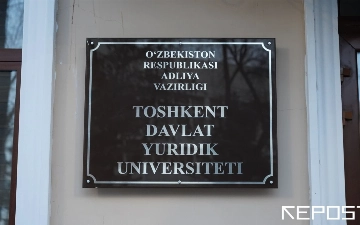 O‘ZBEKISTON
RESPUBLIKASI
ADLIYA
VAZIRLIGI
TOSHKENT
DAVLAT
YURIDIK
UNIVERSITETI
REPOST